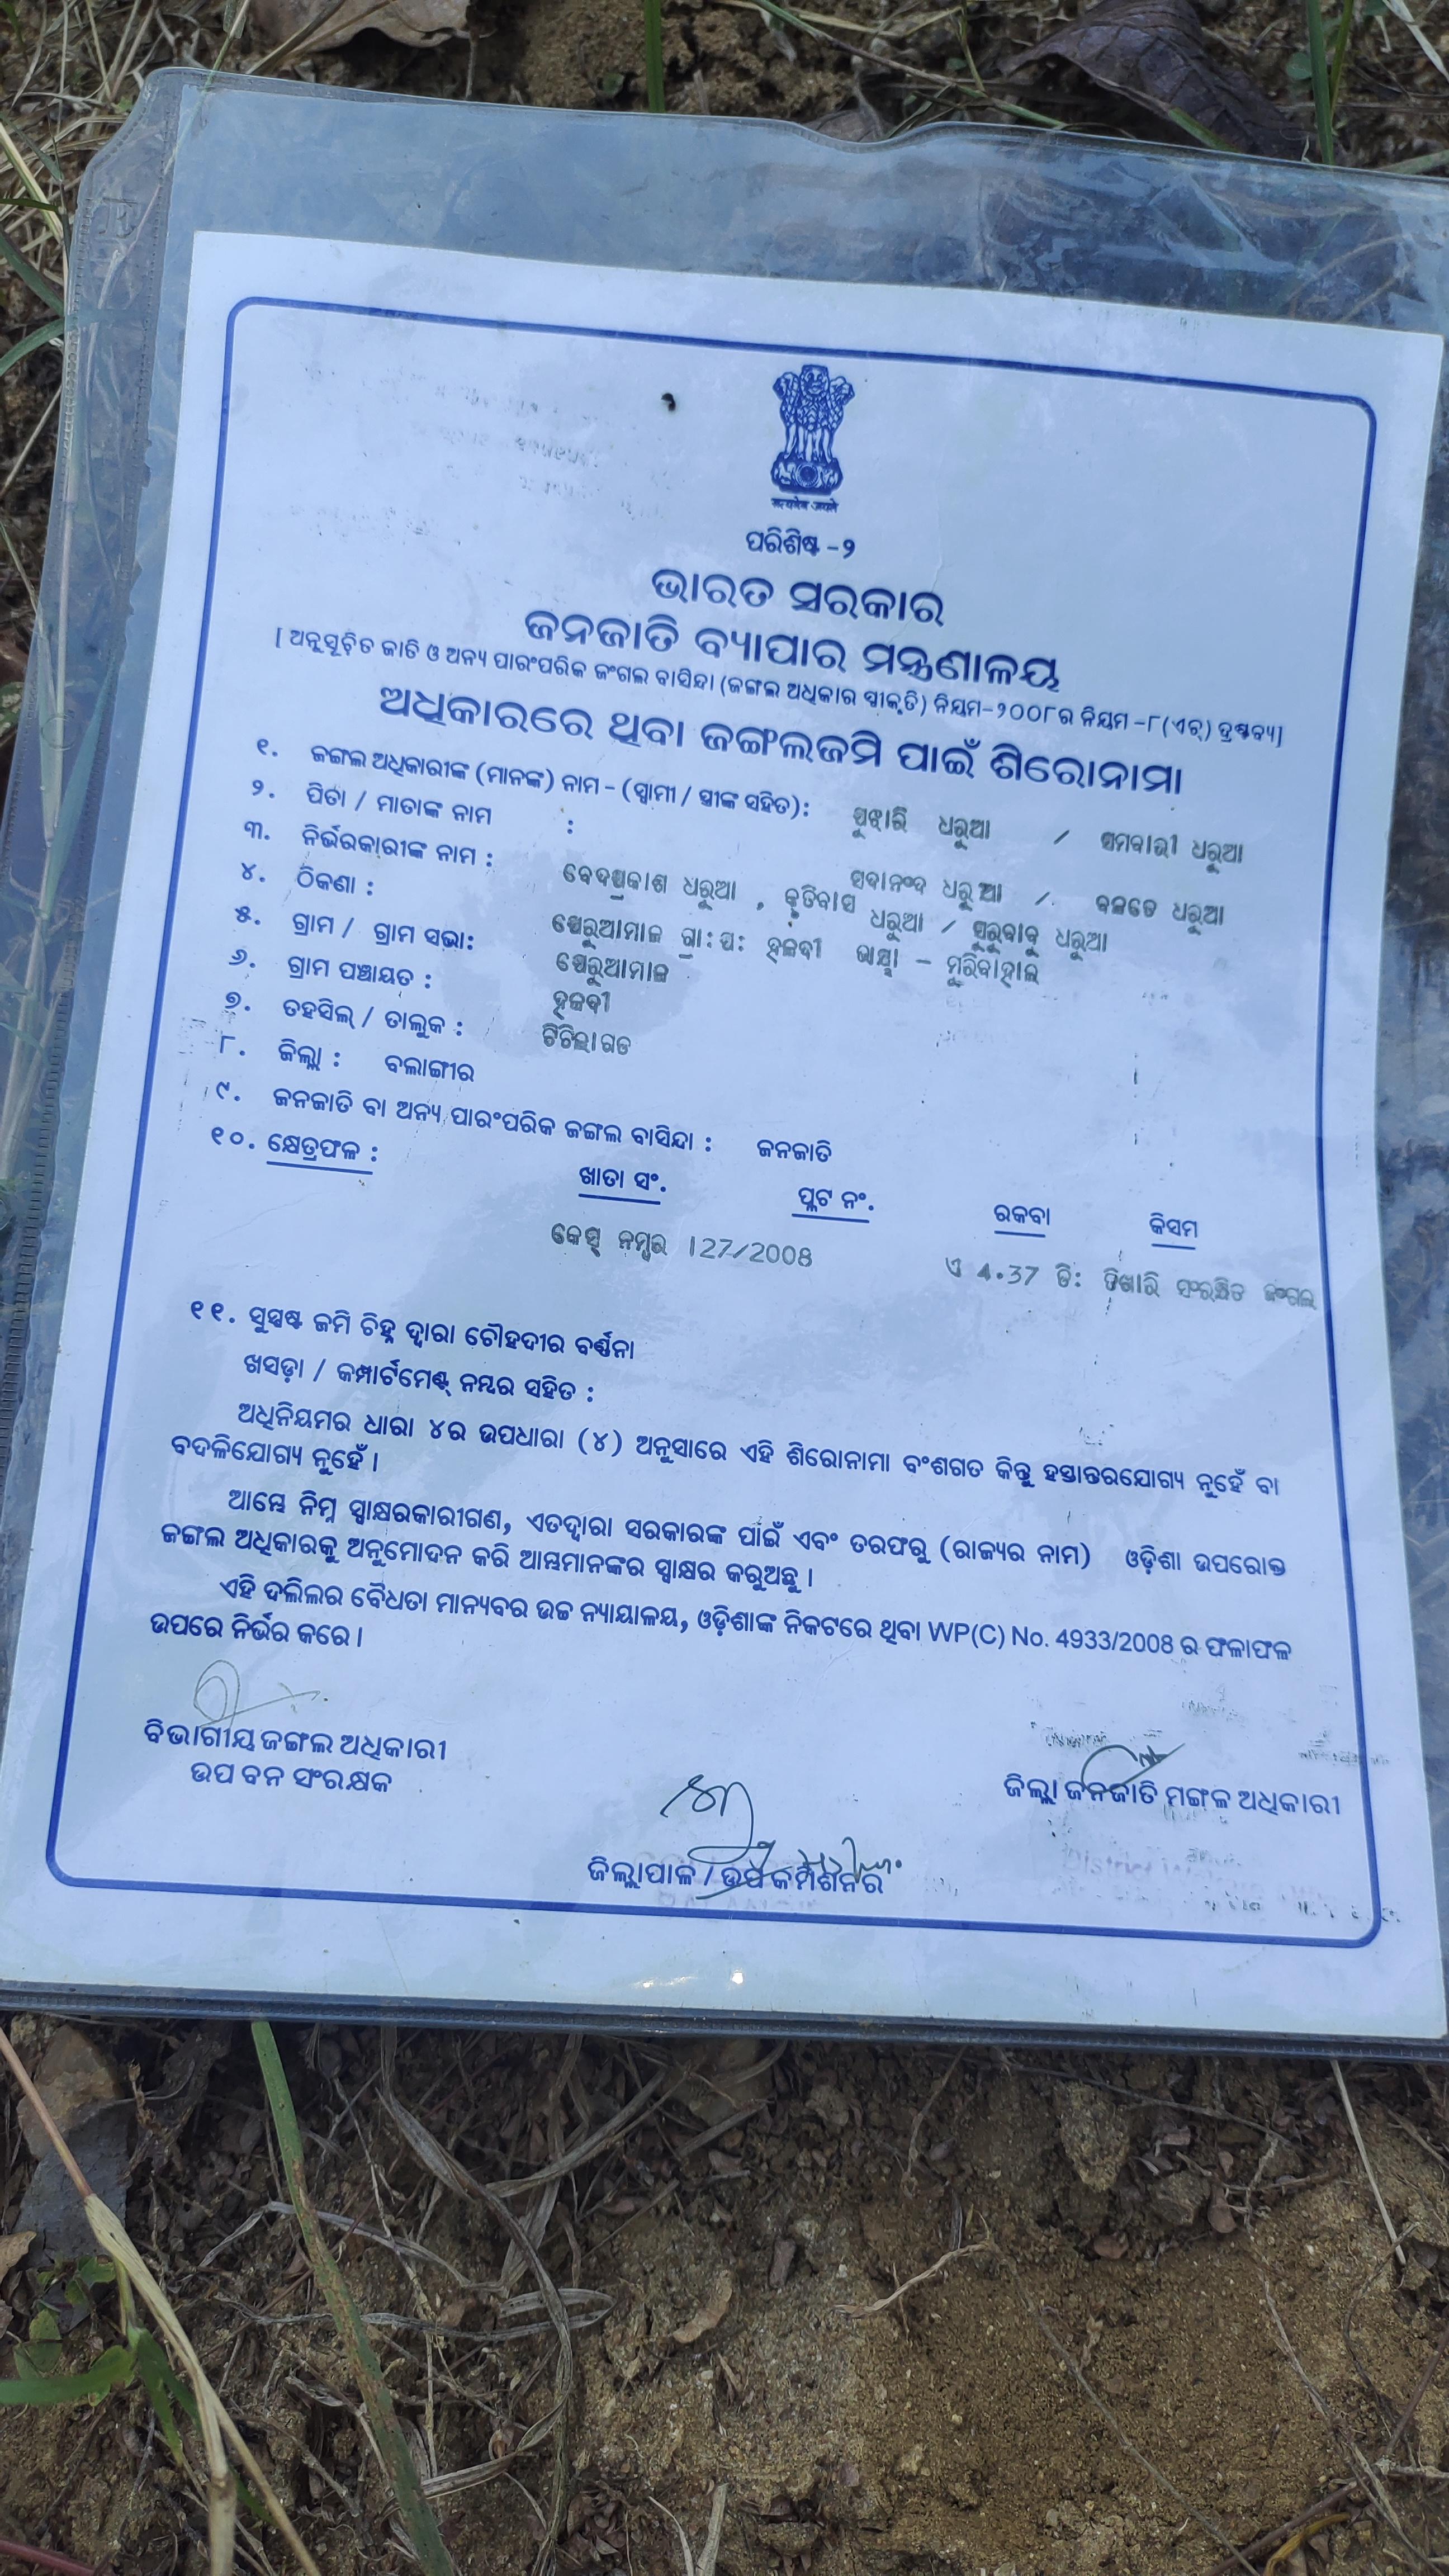 सत्यमेव जयते
ପରିଶିଷ୍ଟ -୨
ଭାରତ ସରକାର
ଜନଜାତି ବ୍ୟାପାର ମନ୍ତ୍ରଣାଳୟ
[ ଅନୁସୂଚିତ ଜାତି ଓ ଅନ୍ୟ ପାରଂପରିକ ଜଂଗଲ ବାସିନ୍ଦା (ଜଙ୍ଗଲ ଅଧିକାର ସ୍ୱୀକୃତି) ନିୟମ-୨୦୦୮ର ନିୟମ -୮(ଏଚ୍) ଦ୍ରଷ୍ଟବ୍ୟ]
ଅଧିକାରରେ ଥିବା ଜଙ୍ଗଲଜମି ପାଇଁ ଶିରୋନାମା
୧. ଜଙ୍ଗଲ ଅଧିକାରୀଙ୍କ (ମାନଙ୍କ) ନାମ - (ସ୍ୱାମୀ / ସ୍ତ୍ରୀଙ୍କ ସହିତ): ଧରୁଆ / ଧରୁଆ
୨. ପିତା / ମାତାଙ୍କ ନାମ : ସଦାନଂଦ ଧରୁଆ / ଧରୁଆ
୩. ନିର୍ଭରକାରୀଙ୍କ ନାମ : ବେଦପ୍ରକାଶ ଧରୁଆ , କୃତିବାସ ଧରୁଆ / ସୁରୁବାବୁ ଧରୁଆ
୪. ଠିକଣା : ଗ୍ରା: ପ: ହଳଦୀ ଭାୟା - ମୁରିବାହାଲ
୫. ଗ୍ରାମ / ଗ୍ରାମ ସଭା:
୬. ଗ୍ରାମ ପଞ୍ଚାୟତ : ହଳଦୀ
୭. ତହସିଲ୍ / ତାଲୁକ : ଟିଟିଲାଗଡ
୮. ଜିଲ୍ଲା : ବଲାଙ୍ଗୀର
୯. ଜନଜାତି ବା ଅନ୍ୟ ପାରଂପରିକ ଜଙ୍ଗଲ ବାସିନ୍ଦା : ଜନଜାତି
୧୦. କ୍ଷେତ୍ରଫଳ : ଖାତା ସଂ. ପ୍ଲଟ ନଂ. ରକବା କିସମ
କେସ୍ ନମ୍ବର 127/2008 ଏ 4.37 ଡି: ସଂରକ୍ଷିତ ଜଂଗଲ
୧୧. ସୁସ୍ପଷ୍ଟ ଜମି ଚିହ୍ନ ଦ୍ୱାରା ଚୌହଦୀର ବର୍ଣ୍ଣନା
ଖସଡ଼ା / କମ୍ପାର୍ଟମେଣ୍ଟ୍ ନମ୍ବର ସହିତ :
ଅଧିନିୟମର ଧାରା ୪ର ଉପଧାରା (୪) ଅନୁସାରେ ଏହି ଶିରୋନାମା ବଂଶଗତ କିନ୍ତୁ ହସ୍ତାନ୍ତରଯୋଗ୍ୟ ନୁହେଁ ବା
ବଦଳିଯୋଗ୍ୟ ନୁହେଁ ।
ଆମ୍ଭେ ନିମ୍ନ ସ୍ୱାକ୍ଷରକାରୀଗଣ, ଏତଦ୍ୱାରା ସରକାରଙ୍କ ପାଇଁ ଏବଂ ତରଫରୁ (ରାଜ୍ୟର ନାମ) ଓଡ଼ିଶା ଉପରୋକ୍ତ
ଜଙ୍ଗଲ ଅଧିକାରକୁ ଅନୁମୋଦନ କରି ଆମ୍ଭମାନଙ୍କର ସ୍ୱାକ୍ଷର କରୁଅଛୁ ।
ଏହି ଦଲିଲର ବୈଧତା ମାନ୍ୟବର ଉଚ୍ଚ ନ୍ୟାୟାଳୟ, ଓଡ଼ିଶାଙ୍କ ନିକଟରେ ଥିବା WP(C) No. 4933/2008 ର ଫଳାଫଳ
ଉପରେ ନିର୍ଭର କରେ ।
ବିଭାଗୀୟ ଜଙ୍ଗଲ ଅଧିକାରୀ
ଉପ ବନ ସଂରକ୍ଷକ
ଜିଲ୍ଲା ଜନଜାତି ମଙ୍ଗଳ ଅଧିକାରୀ
ଜିଲ୍ଲାପାଳ / ଉପ କମିଶନର